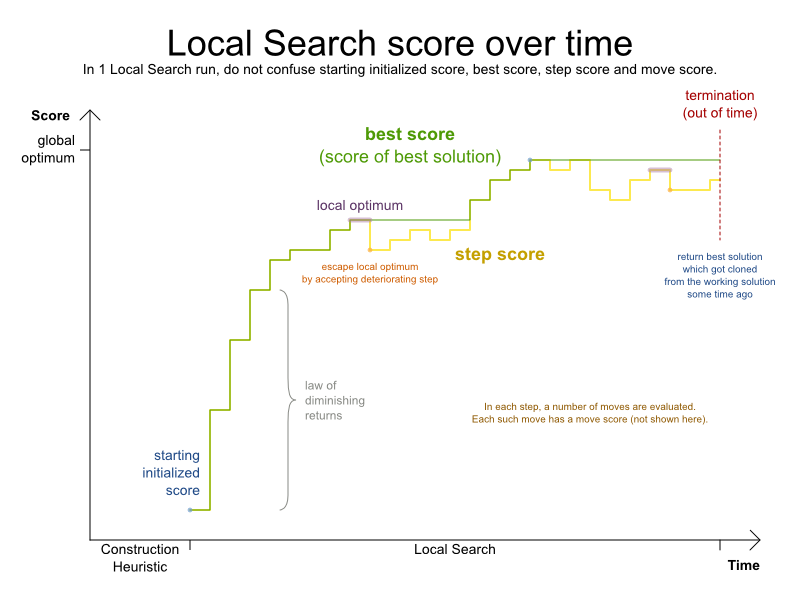 Local Search score over time
In 1 Local Search run, do not confuse starting initialized score, best score, step score and move score.
termination
(out of time)
Score
global
optimum
best score
(score of best solution)
local optimum
step score
escape local optimum
by accepting deteriorating step
return best solution
which got cloned
from the working solution
some time ago
law of
diminishing
returns
In each step, a number of moves are evaluated.
Each such move has a move score (not shown here).
starting
initialized
score
Construction
Heuristic
Local Search
Time